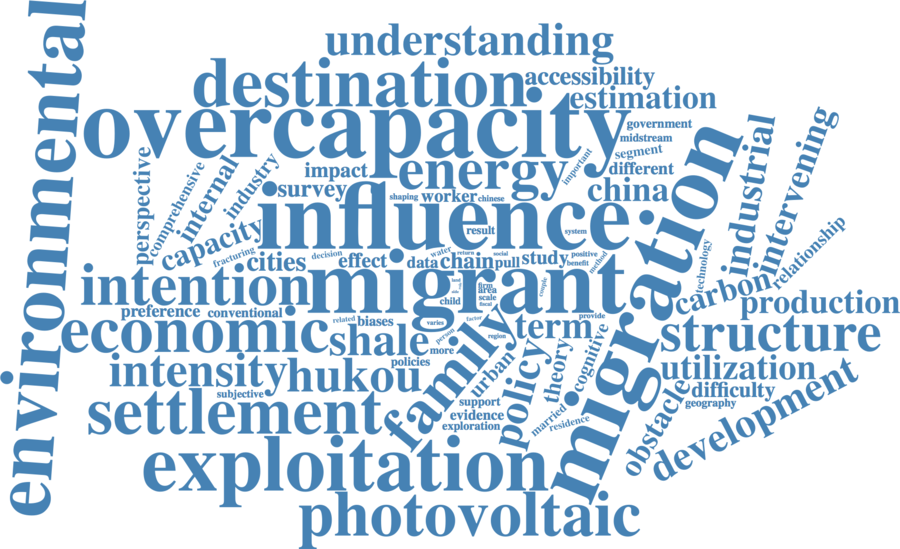 understanding
destination
accessibility
estimation
overcapacity
government
midstream
segment
environmental
perspective
comprehensive
internal
industry
impact
energy
important
different
survey
shaping
worker
chinese
china
influence
result
system
migration
industrial
intervening
capacity
fracturing
cities
decision
effect
water
return
social
data
chain
pull
study
positive
benefit
method
technology
relationship
intention
migrant
child
firm
area
scale
fiscal
couple
carbon
production
preference
conventional
related
biases
varies
factor
provide
economic
shale
person
more
region
term
structure
family
policies
urban
policy
theory
cognitive
utilization
intensity
hukou
subjective
support
difficulty
geography
obstacle
development
settlement
evidence
exploration
married
residence
exploitation
photovoltaic